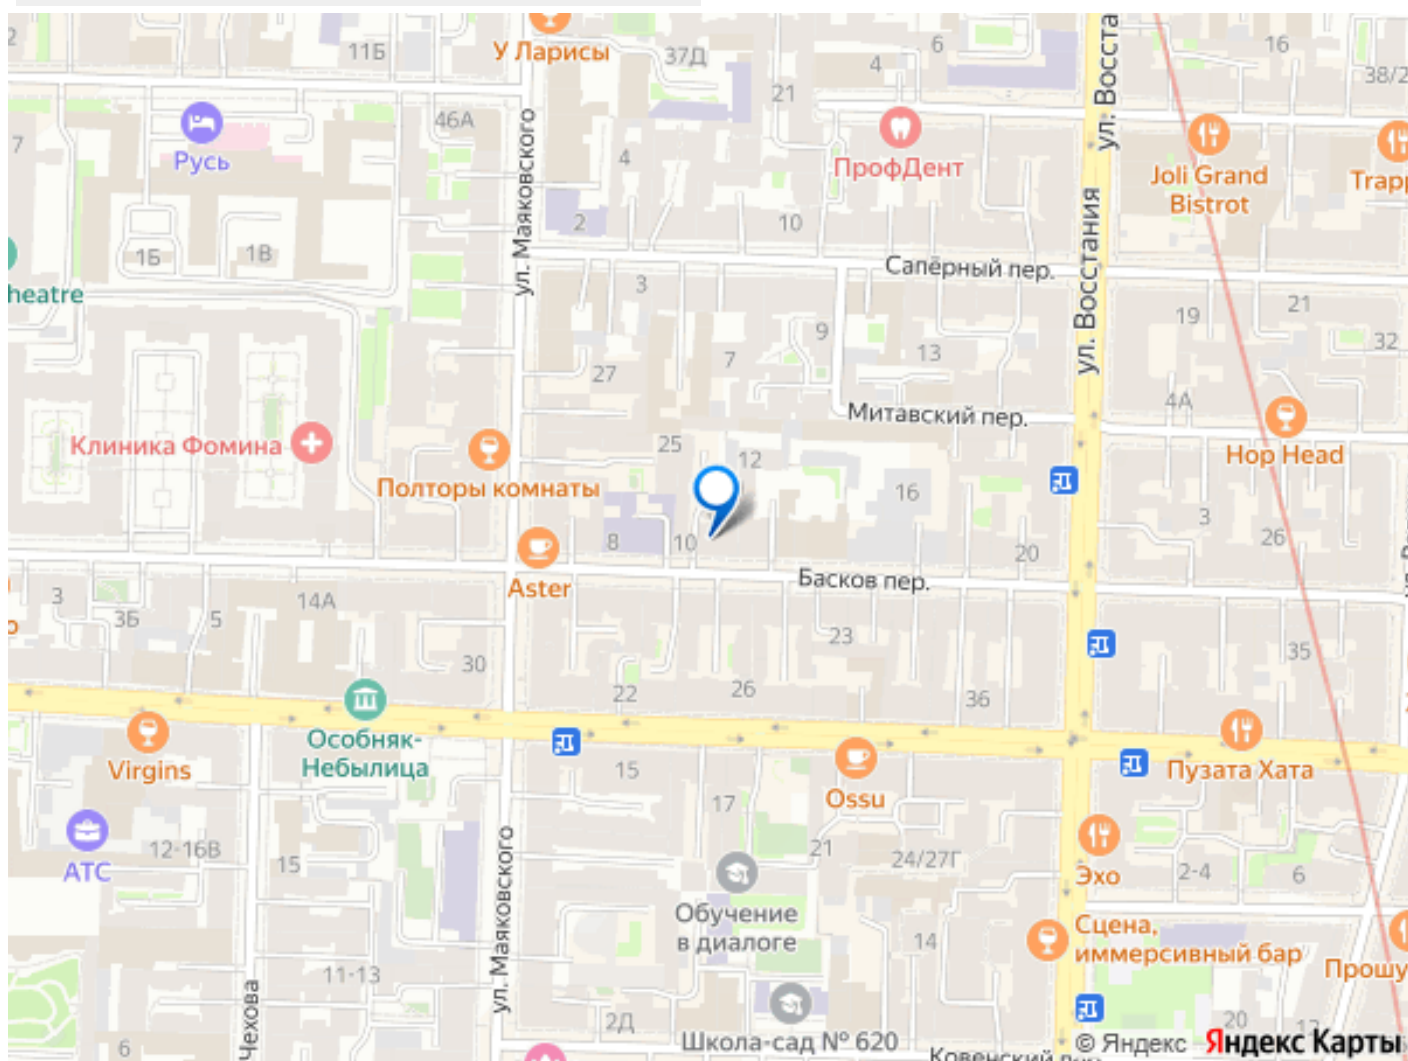 2
11Б
У Ларисы
37Д
6
4
16
38/2
ул. Восста
21
46А
ул. Маяковского
7
Русь
4
ПрофДент
Joli Grand
Bistrot
Trapp
2
10
1Б
1В
ул. Восстания
Сапёрный пер.
heatre
3
21
19
9
32
7
13
27
4А
Митавский пер.
Клиника Фомина
25
12
Hop Head
Полторы комнаты
16
3
8
10
20
26
Aster
Басков пер.
3
14А
3Б
5
23
35
30
22
26
36
Особняк-
Небылица
Virgins
15
Пузата Хата
Ossu
17
АТС
12-16В
15
21
24/27Г
Эхо
2-4
6
ул. Маяковского
Обучение
в диалоге
14
Сцена,
иммерсивный бар
Прошу
11-13
Чехова
2Д
20
12
6
Школа-сад № 620
© Яндекс Яндекс Карты